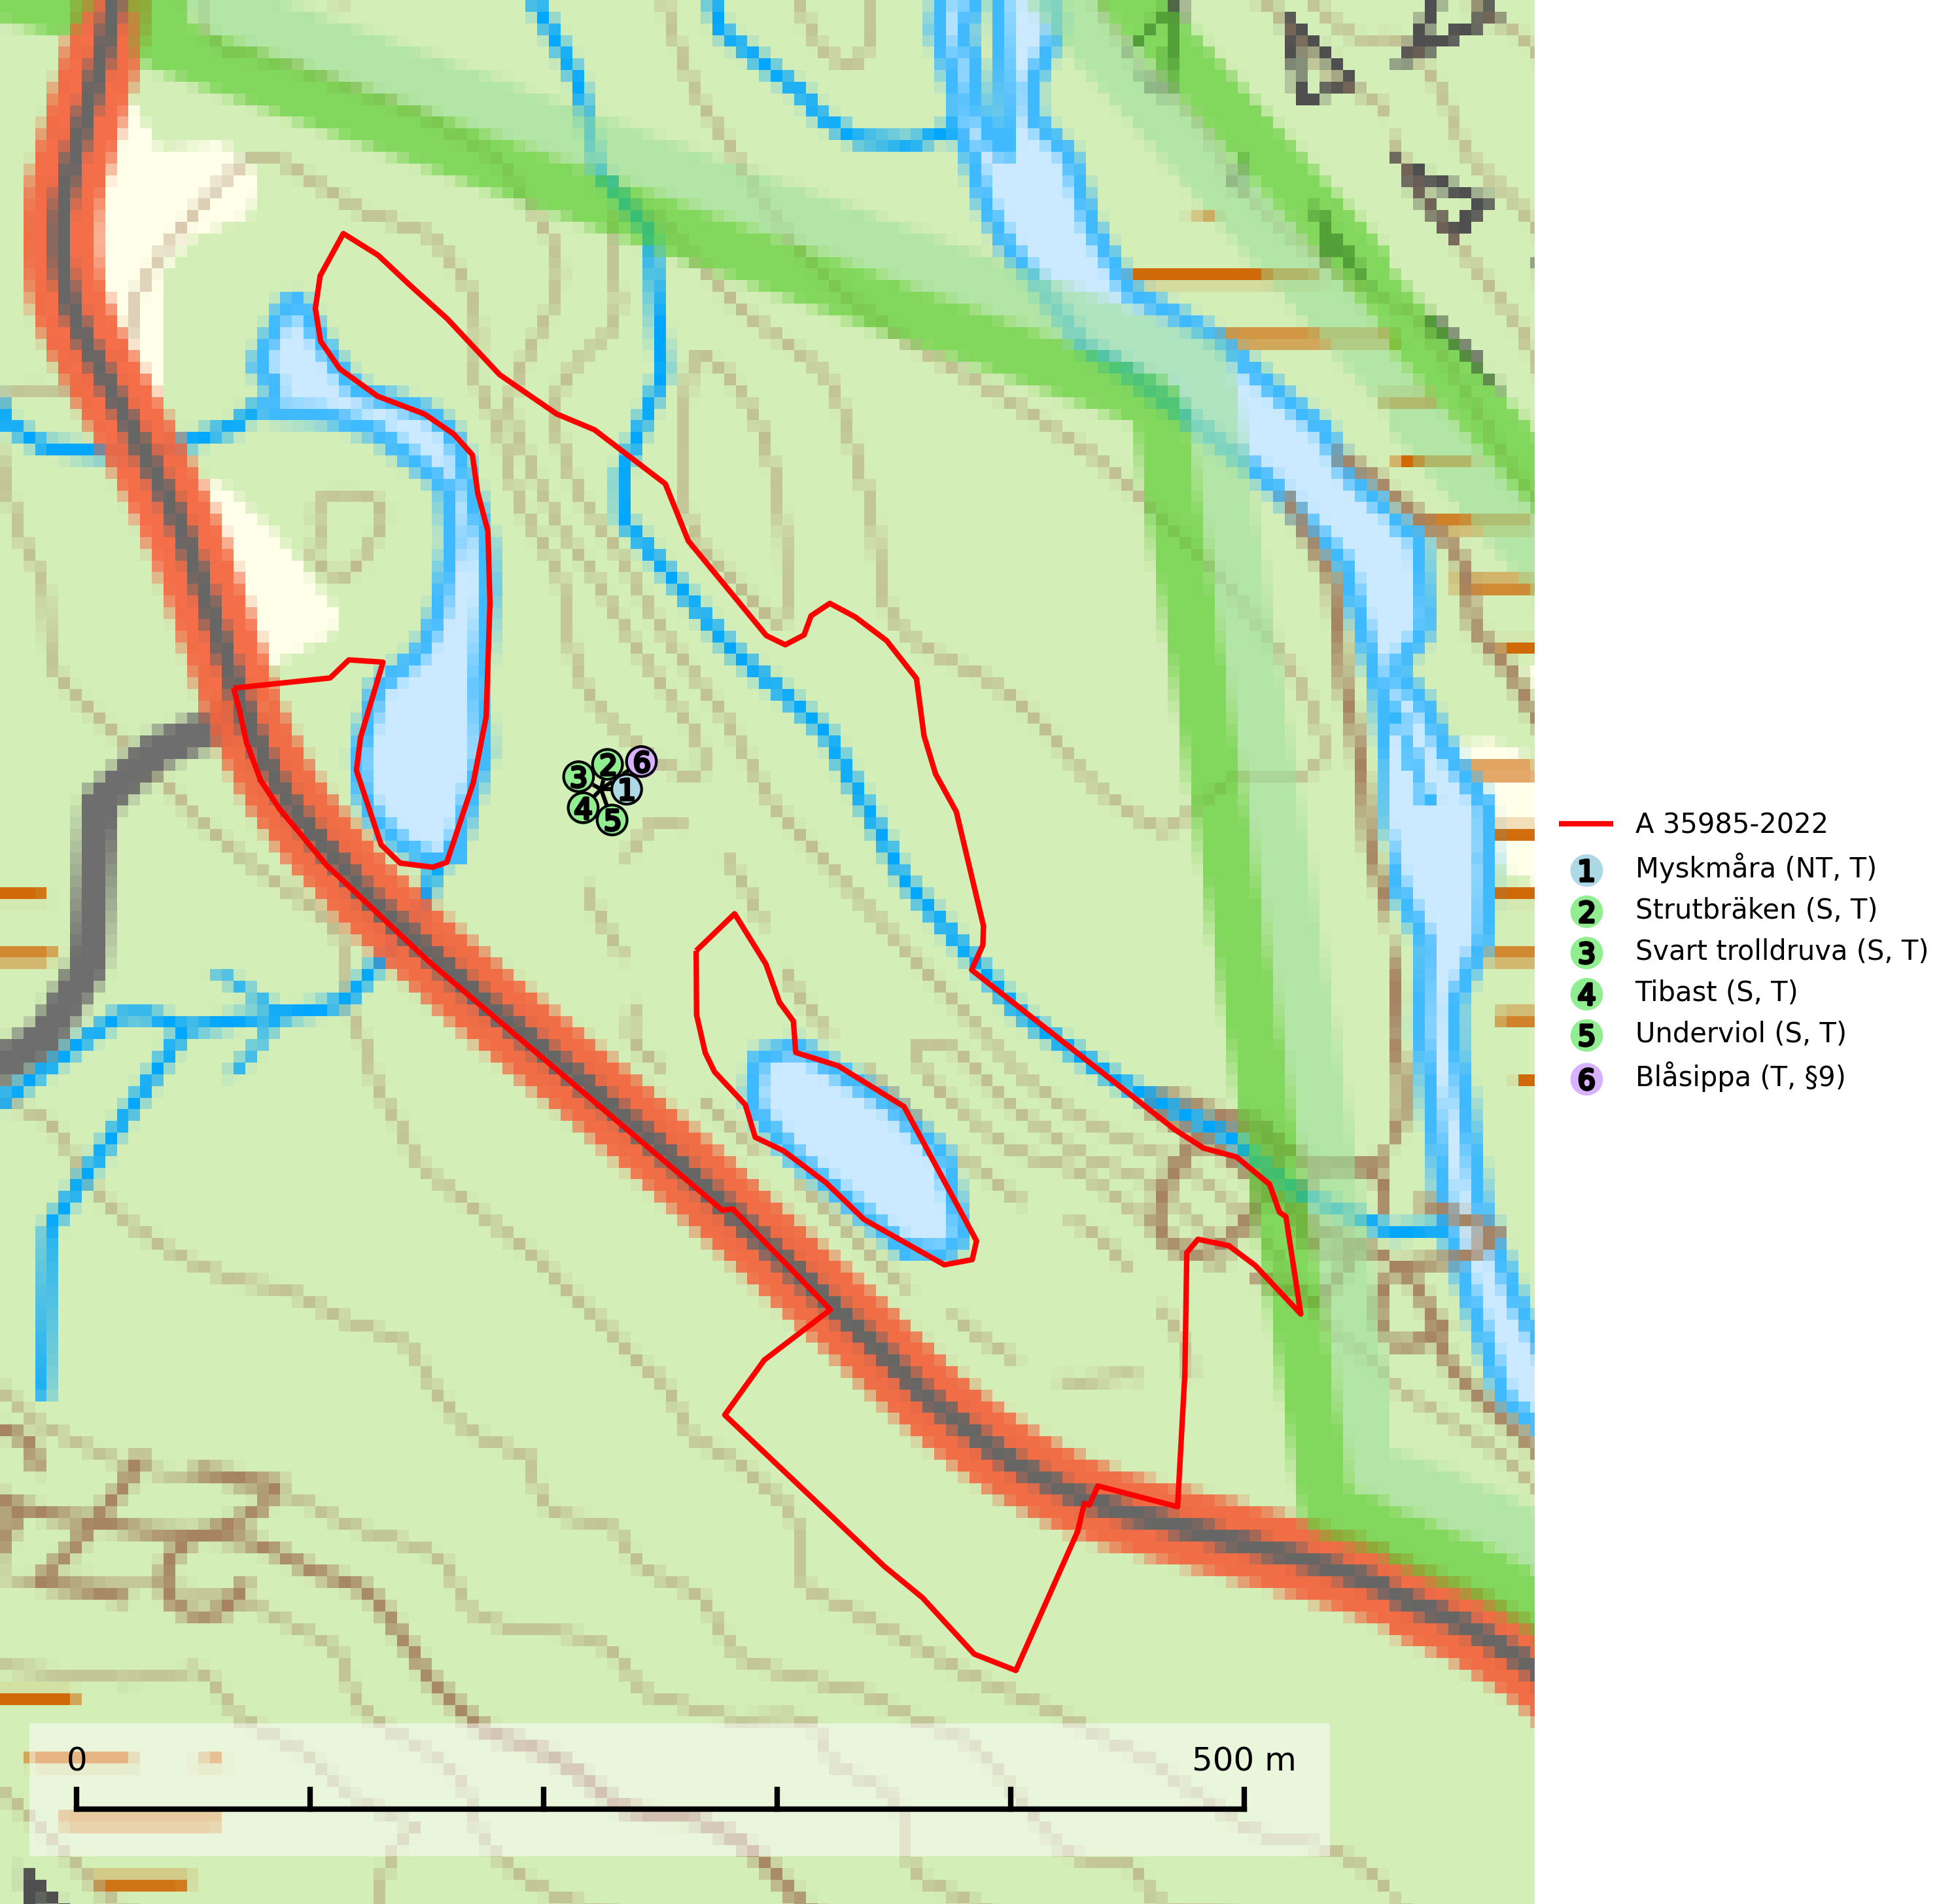 3
2
6
1
4
5
A 35985-2022
1 Myskmåra (NT, T)
2 Strutbräken (S, T)
3 Svart trolldruva (S, T)
4 Tibast (S, T)
5 Underviol (S, T)
6 Blåsippa (T, §9)
0 500 m